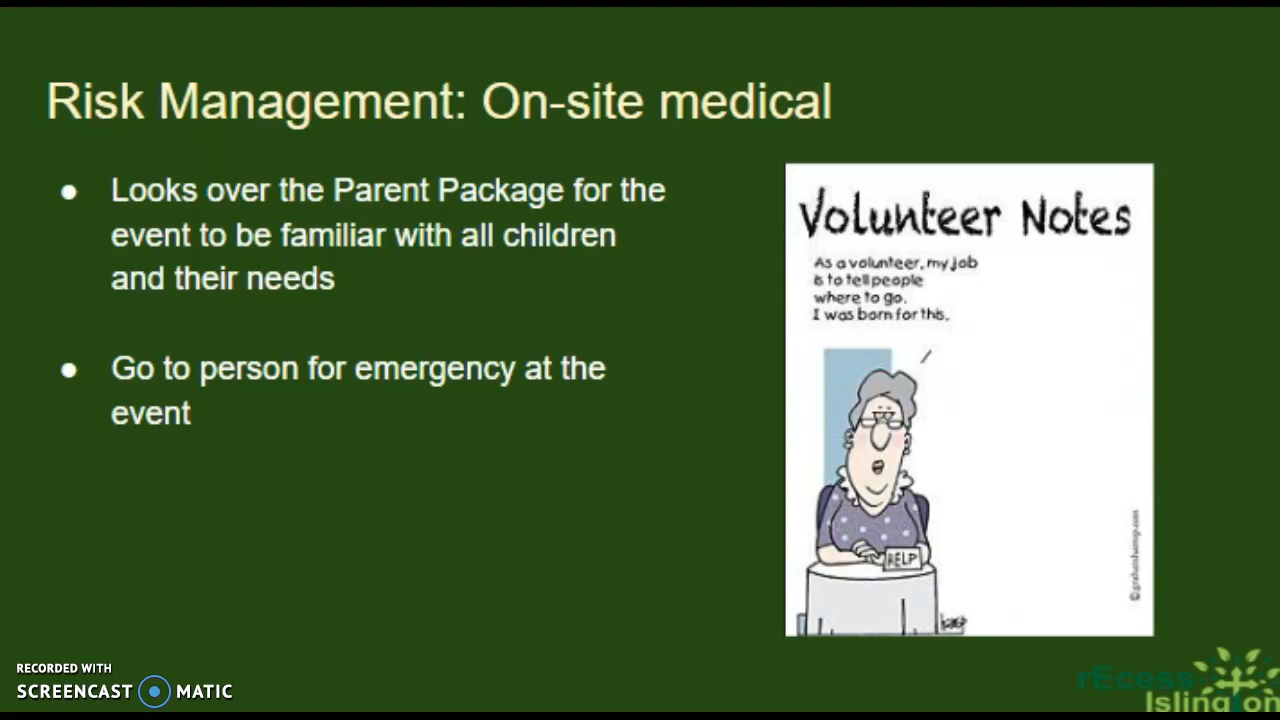 Risk Management: On-site medical
● Looks over the Parent Package for the
event to be familiar with all children
and their needs
● Go to person for emergency at the
event
Volunteer Notes
As a volunteer, my job
is to tell people
where to go.
I was born for this.
HELP
RECORDED WITH
SCREENCAST MATIC
rEcess
Islington